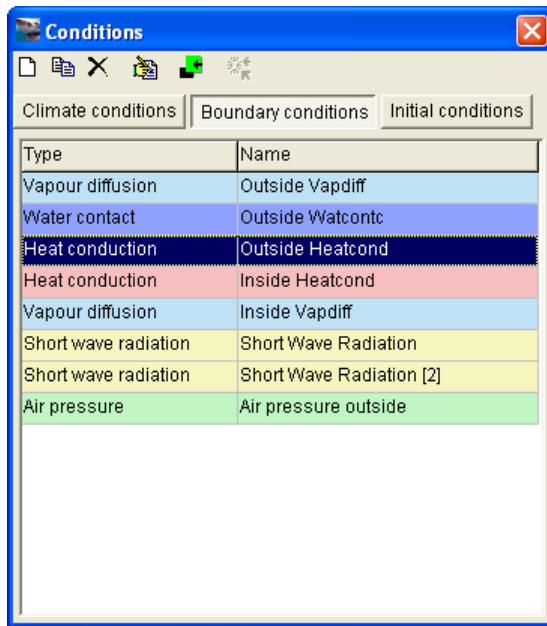 Conditions
Climate conditions Boundary conditions Initial conditions
Type Name
Vapour diffusion Outside Vapdiff
Water contact Outside Watcontc
Heat conduction Outside Heatcond
Heat conduction Inside Heatcond
Vapour diffusion Inside Vapdiff
Short wave radiation Short Wave Radiation
Short wave radiation Short Wave Radiation [2]
Air pressure Air pressure outside